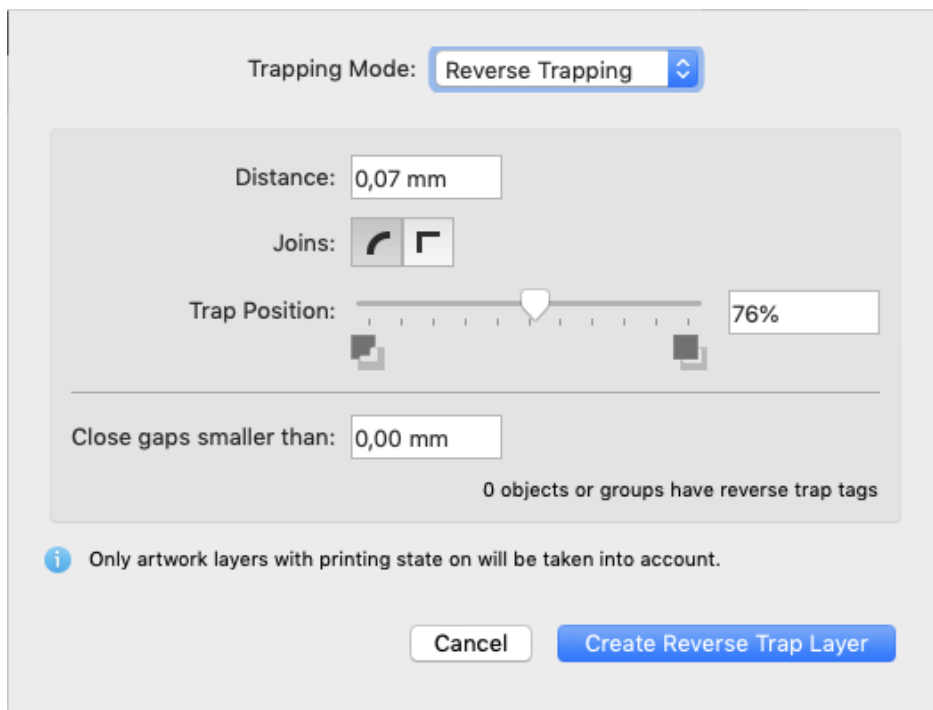 Trapping Mode: Reverse Trapping
Distance: 0,07 mm
Joins:
Trap Position: 76%
Close gaps smaller than: 0,00 mm
0 objects or groups have reverse trap tags
Only artwork layers with printing state on will be taken into account.
Cancel Create Reverse Trap Layer